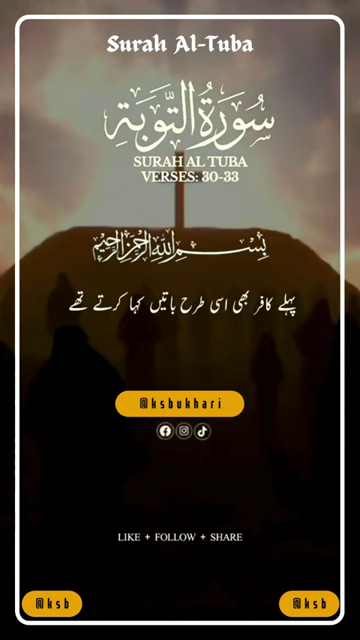 Surah Al-Tuba
سُورَةُ التَّوبَةِ
SURAH AL TUBA
VERSES: 30-33
بِسْمِ اللهِ الرَّحْمٰنِ الرَّحِيْمِ
پہلے کافر بھی اسی طرح باتیں کہا کرتے تھے
@ksbukhari
LIKE + FOLLOW + SHARE
@ksb
@ksb